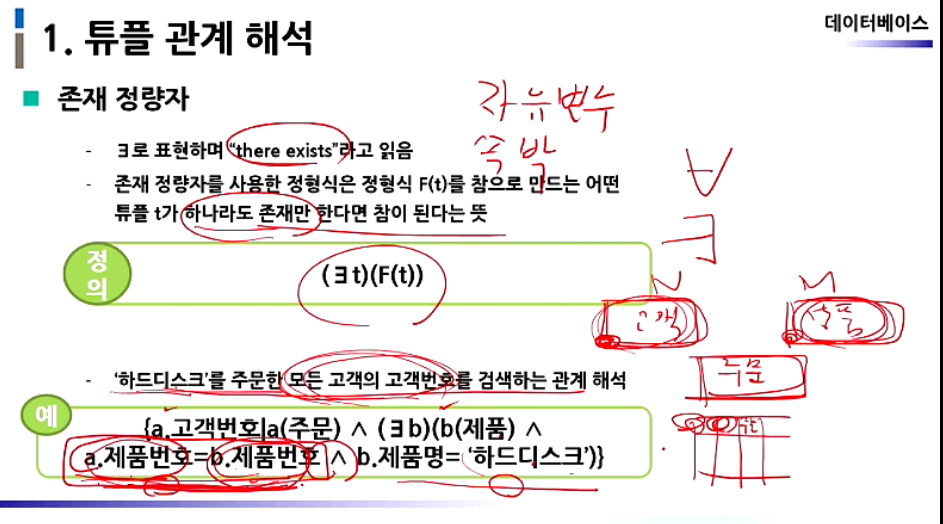 데이터베이스
1. 튜플 관계 해석
존재 정량자
자유변수
속박
- ∃로 표현하며 “there exists”라고 읽음
- 존재 정량자를 사용한 정형식은 정형식 F(t)를 참으로 만드는 어떤
튜플 t가 하나라도 존재만 한다면 참이 된다는 뜻
∀
∃
정의
(∃t)(F(t))
N
M
고객
주문
- ‘하드디스크’를 주문한 모든 고객의 고객번호를 검색하는 관계 해석
예
{a.고객번호|a(주문) ∧ (∃b)(b(제품) ∧
a.제품번호=b.제품번호 ∧ b.제품명= ‘하드디스크’)}